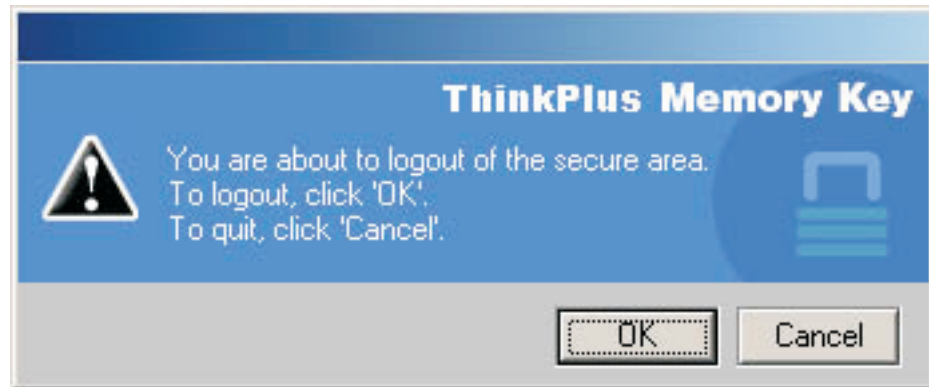 ThinkPlus Memory Key
You are about to logout of the secure area.
To logout, click 'OK'.
To quit, click 'Cancel'.
OK
Cancel